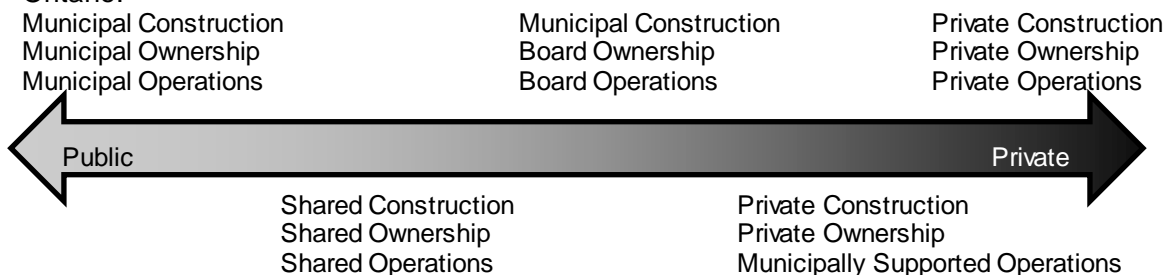 Ontario.
Municipal Construction
Municipal Ownership
Municipal Operations
Municipal Construction
Board Ownership
Board Operations
Private Construction
Private Ownership
Private Operations
Public
Private
Shared Construction
Shared Ownership
Shared Operations
Private Construction
Private Ownership
Municipally Supported Operations